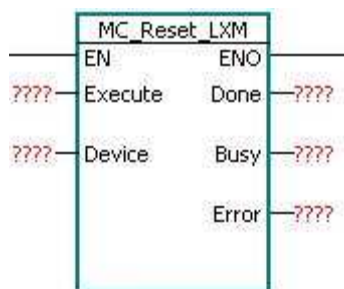 MC_Reset_LXM
EN ENO
???? Execute Done ????
???? Device Busy ????
Error ????